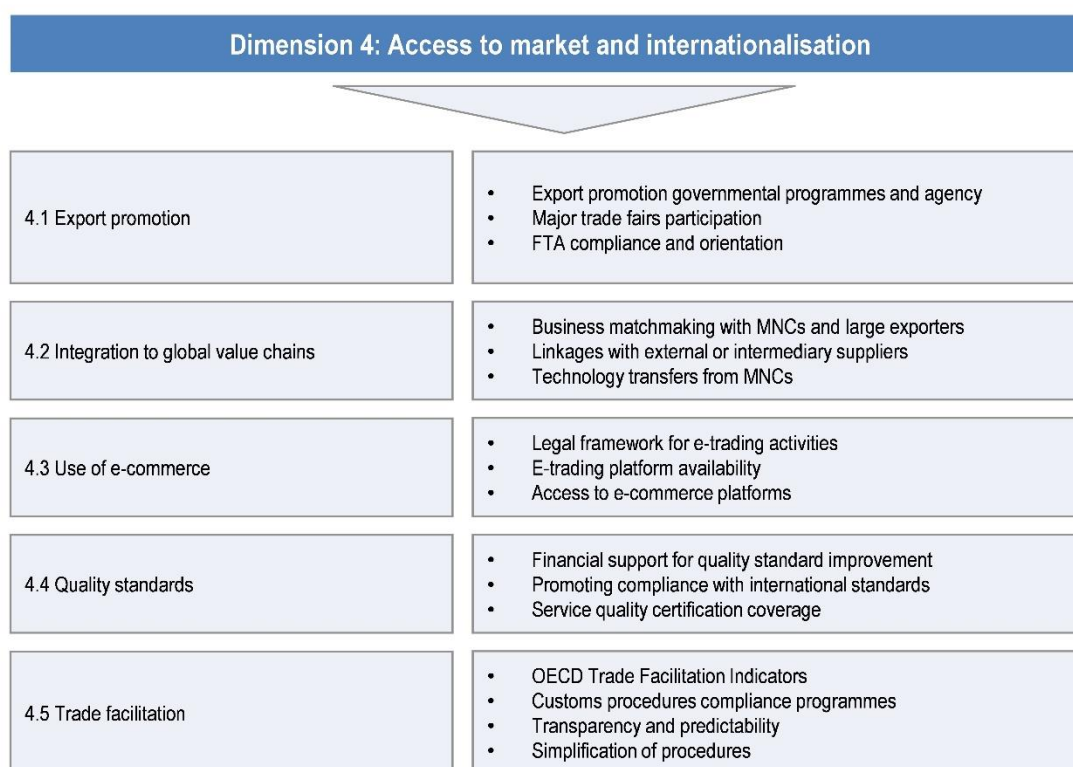 Dimension 4: Access to market and internationalisation
4.1 Export promotion
• Export promotion governmental programmes and agency
• Major trade fairs participation
• FTA compliance and orientation
4.2 Integration to global value chains
• Business matchmaking with MNCs and large exporters
• Linkages with external or intermediary suppliers
• Technology transfers from MNCs
4.3 Use of e-commerce
• Legal framework for e-trading activities
• E-trading platform availability
• Access to e-commerce platforms
4.4 Quality standards
• Financial support for quality standard improvement
• Promoting compliance with international standards
• Service quality certification coverage
4.5 Trade facilitation
• OECD Trade Facilitation Indicators
• Customs procedures compliance programmes
• Transparency and predictability
• Simplification of procedures